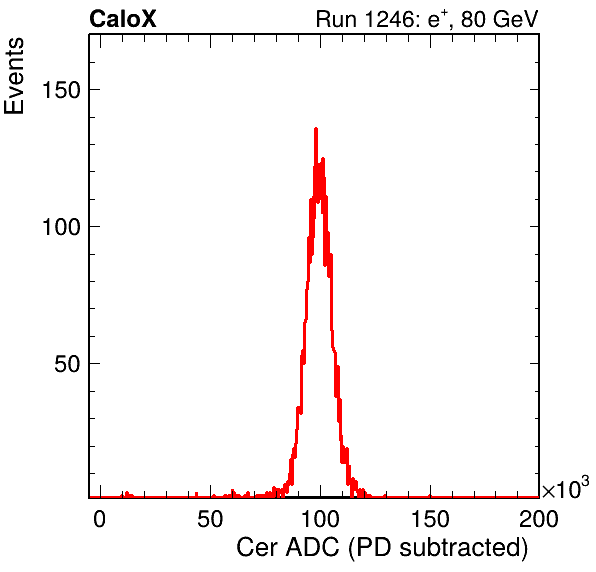 CaloX Run 1246: e⁺, 80 GeV
Events
150
100
50
0 50 100 150 200
×10³
Cer ADC (PD subtracted)